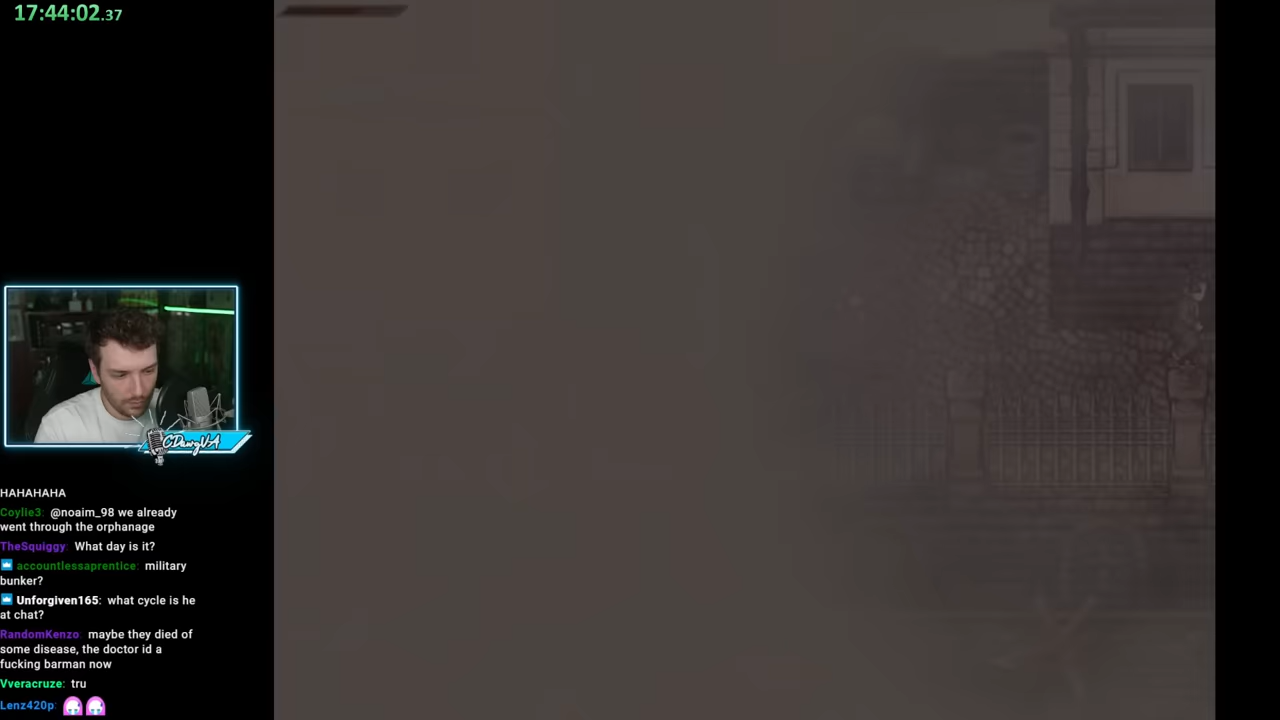 17:44:02.37
CDawgVA
HAHAHAHA
Coylie3: @noaim_98 we already
went through the orphanage
TheSquiggy: What day is it?
accountlessaprentice: military
bunker?
Unforgiven165: what cycle is he
at chat?
RandomKenzo: maybe they died of
some disease, the doctor id a
fucking barman now
Vveracruze: tru
Lenz420p: